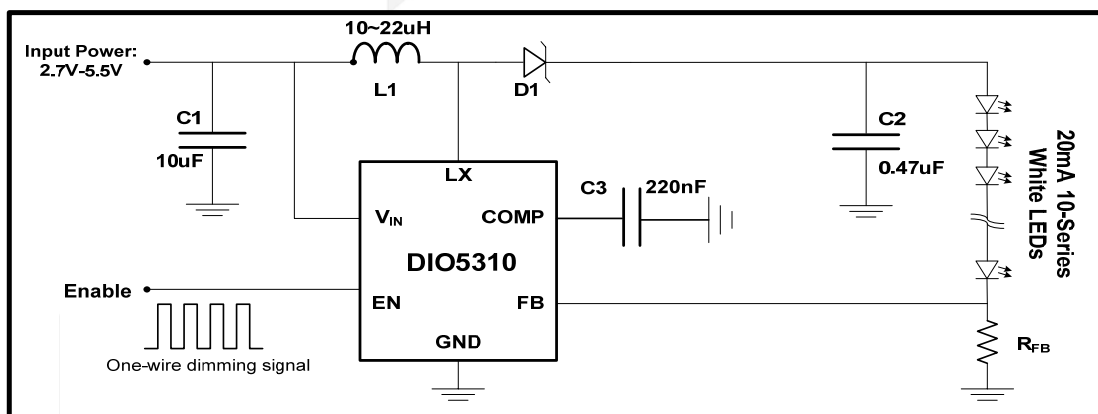 10~22uH
Input Power:
2.7V-5.5V
L1
D1
C1
10uF
C2
0.47uF
20mA 10-Series
White LEDs
LX
C3
220nF
VIN
COMP
DIO5310
Enable
EN
FB
GND
RFB
One-wire dimming signal